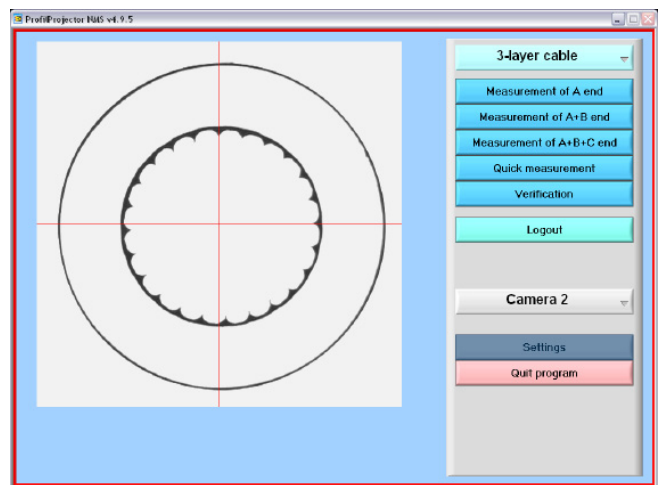 ProfilProjector NMS v4.9.5
3-layer cable
Measurement of A end
Measurement of A+B end
Measurement of A+B+C end
Quick measurement
Verification
Logout
Camera 2
Settings
Quit program